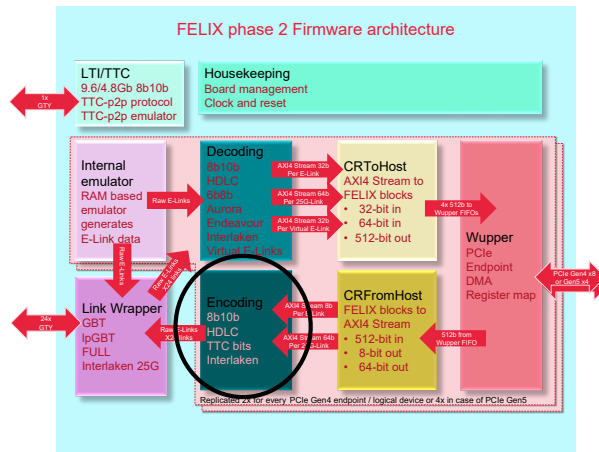 FELIX phase 2 Firmware architecture
LTI/TTC
9.6/4.8Gb 8b10b
TTC-p2p protocol
TTC-p2p emulator
Housekeeping
Board management
Clock and reset
1x
GTY
Internal
emulator
RAM based
emulator
generates
E-Link data
Raw E-Links
Decoding
8b10b
HDLC
6b8b
Aurora
Endeavour
Interlaken
Virtual E-Links
AXI4 Stream 32b
Per E-Link
AXI4 Stream 64b
Per 25G-Link
AXI4 Stream 32b
Per Virtual E-Link
CRToHost
AXI4 Stream to
FELIX blocks
• 32-bit in
• 64-bit in
• 512-bit out
4x 512b to
Wupper FIFOs
Wupper
PCIe
Endpoint
DMA
Register map
PCIe Gen4 x8
or Gen5 x4
Raw E-Links
Raw E-Links
X24 links
24x
GTY
Link Wrapper
GBT
lpGBT
FULL
Interlaken 25G
Raw E-Links
X24 links
Encoding
8b10b
HDLC
TTC bits
Interlaken
AXI4 Stream 8b
Per E-Link
AXI4 Stream 64b
Per 25G-Link
CRFromHost
FELIX blocks to
AXI4 Stream
• 512-bit in
• 8-bit out
• 64-bit out
512b from
Wupper FIFO
Replicated 2x for every PCIe Gen4 endpoint / logical device or 4x in case of PCIe Gen5